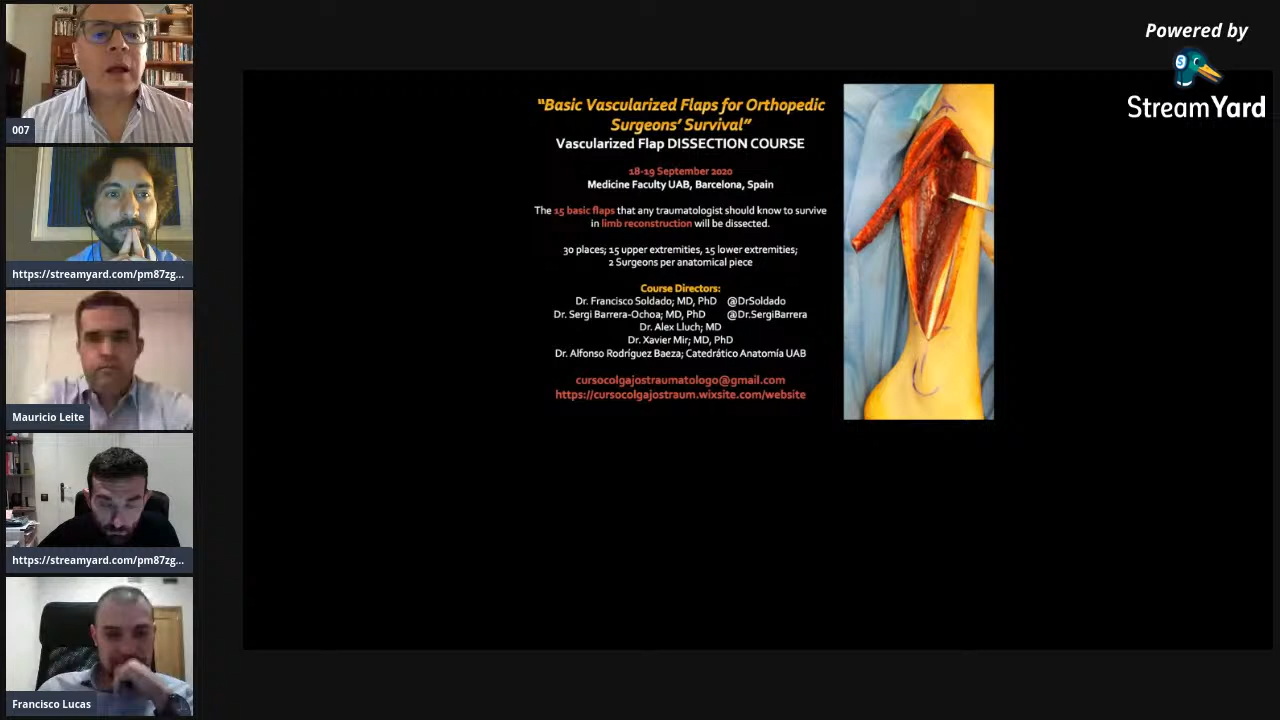 007
https://streamyard.com/pm87zg...
Mauricio Leite
https://streamyard.com/pm87zg...
Francisco Lucas
"Basic Vascularized Flaps for Orthopedic
Surgeons' Survival"
Vascularized Flap DISSECTION COURSE
18-19 September 2020
Medicine Faculty UAB, Barcelona, Spain
The 15 basic flaps that any traumatologist should know to survive
in limb reconstruction will be dissected.
30 places; 15 upper extremities, 15 lower extremities;
2 Surgeons per anatomical piece
Course Directors:
Dr. Francisco Soldado; MD, PhD @DrSoldado
Dr. Sergi Barrera-Ochoa; MD, PhD @Dr.SergiBarrera
Dr. Alex Lluch; MD
Dr. Xavier Mir; MD, PhD
Dr. Alfonso Rodríguez Baeza; Catedrático Anatomía UAB
cursocolgajostraumatologo@gmail.com
https://cursocolgajostraum.wixsite.com/website
Powered by
S
StreamYard